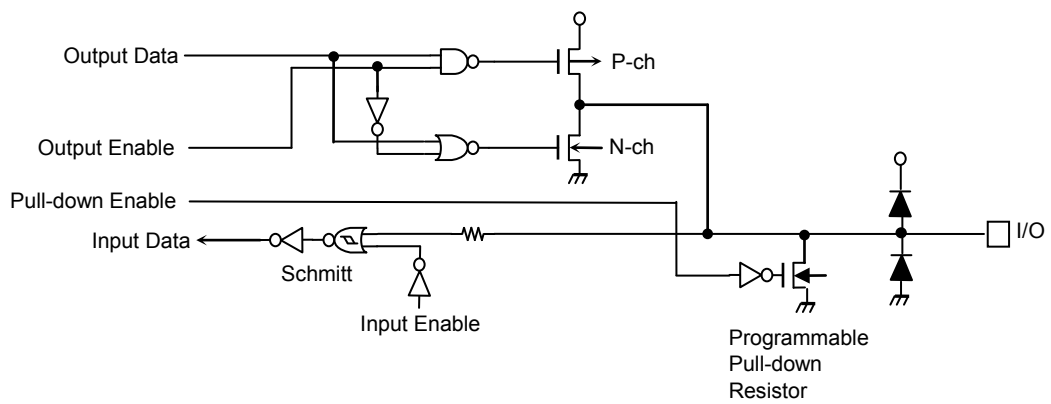 Output Data
P-ch
Output Enable
N-ch
Pull-down Enable
Input Data
I/O
Schmitt
Input Enable
Programmable
Pull-down
Resistor